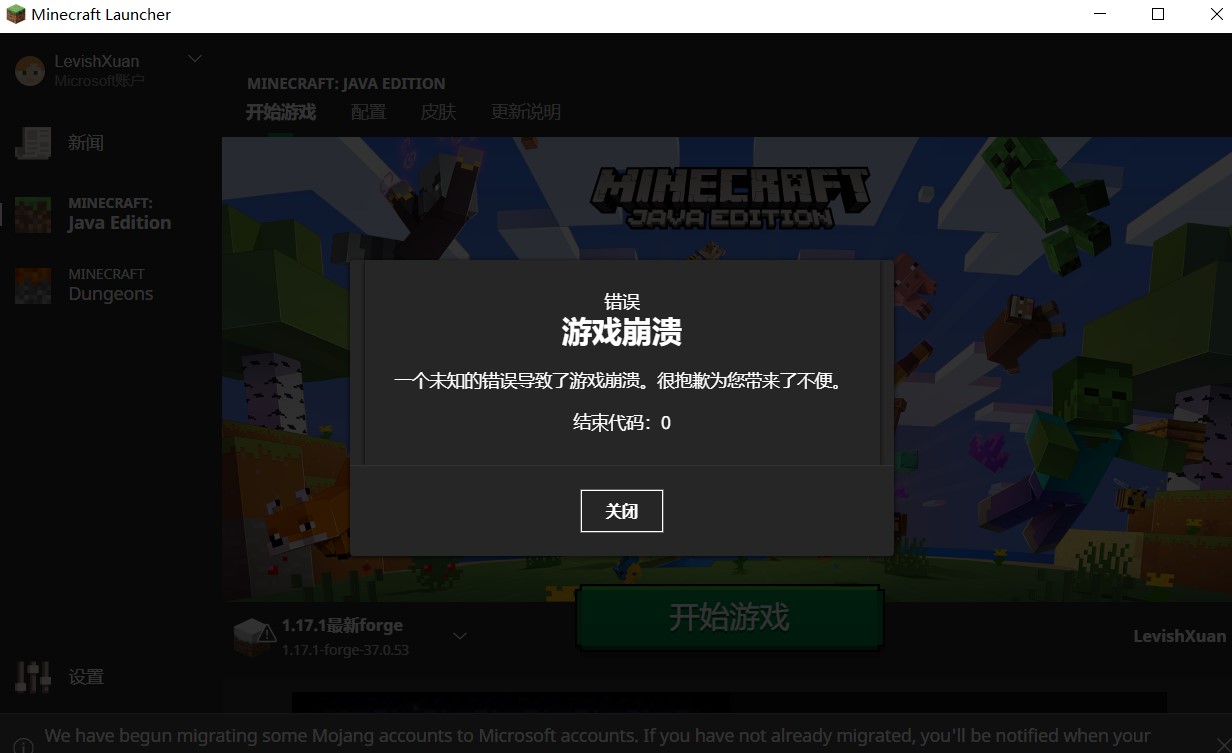 Minecraft Launcher
LevishXuan
Microsoft账户
新闻
MINECRAFT:
Java Edition
MINECRAFT
Dungeons
设置
MINECRAFT: JAVA EDITION
开始游戏 配置 皮肤 更新说明
MINECRAFT
JAVA EDITION
错误
游戏崩溃
一个未知的错误导致了游戏崩溃。很抱歉为您带来了不便。
结束代码：0
关闭
1.17.1最新forge
1.17.1-forge-37.0.53
开始游戏
LevishXuan
We have begun migrating some Mojang accounts to Microsoft accounts. If you have not already migrated, you'll be notified when your